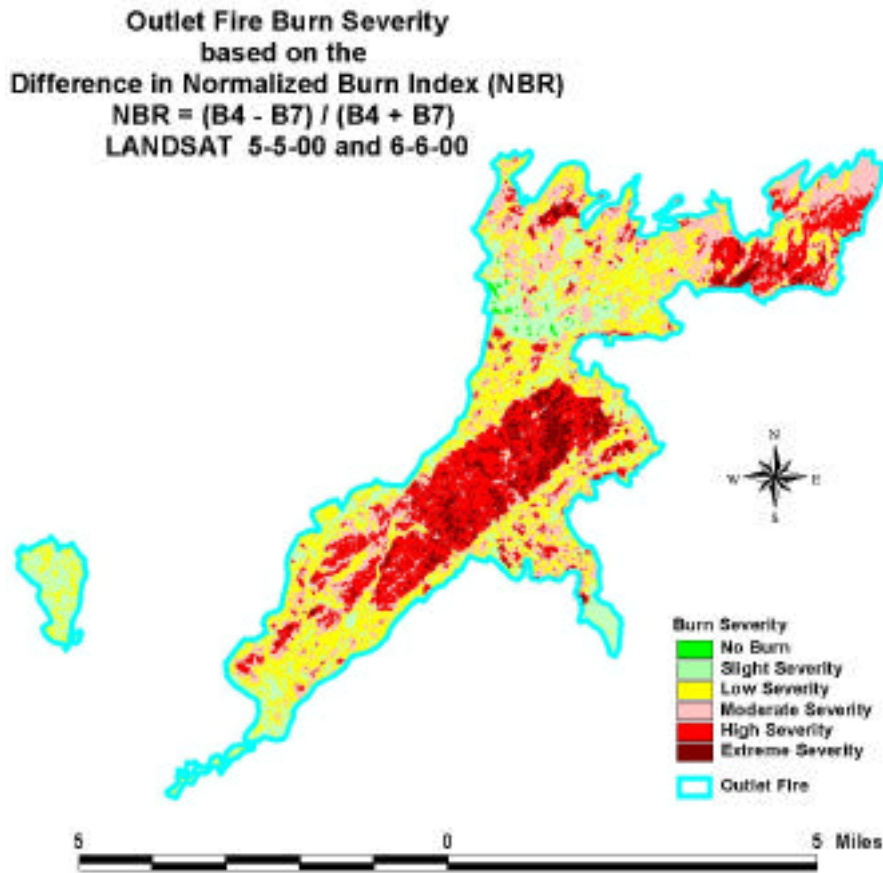 Outlet Fire Burn Severity
based on the
Difference in Normalized Burn Index (NBR)
NBR = (B4 - B7) / (B4 + B7)
LANDSAT 5-5-00 and 6-6-00
N
W E
S
Burn Severity
No Burn
Slight Severity
Low Severity
Moderate Severity
High Severity
Extreme Severity
Outlet Fire
5 0 5 Miles